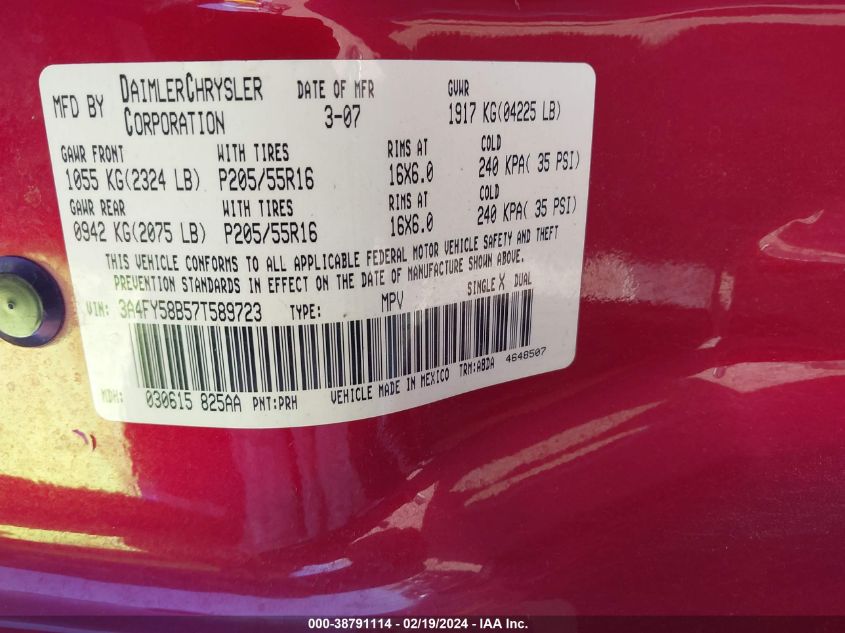 MFD BY DAIMLERCHRYSLER CORPORATION DATE OF MFR 3-07 GVWR 1917 KG(04225 LB)
GAWR FRONT WITH TIRES RIMS AT COLD
1055 KG(2324 LB) P205/55R16 16X6.0 240 KPA( 35 PSI)
GAWR REAR WITH TIRES RIMS AT COLD
0942 KG(2075 LB) P205/55R16 16X6.0 240 KPA( 35 PSI)
THIS VEHICLE CONFORMS TO ALL APPLICABLE FEDERAL MOTOR VEHICLE SAFETY AND THEFT
PREVENTION STANDARDS IN EFFECT ON THE DATE OF MANUFACTURE SHOWN ABOVE.
VIN: 3A4FY58B57T589723 TYPE: MPV SINGLE X DUAL
MDH: 030615 825AA PNT:PRH VEHICLE MADE IN MEXICO TRM:ABDA 4648507
000-38791114 - 02/19/2024 - IAA Inc.